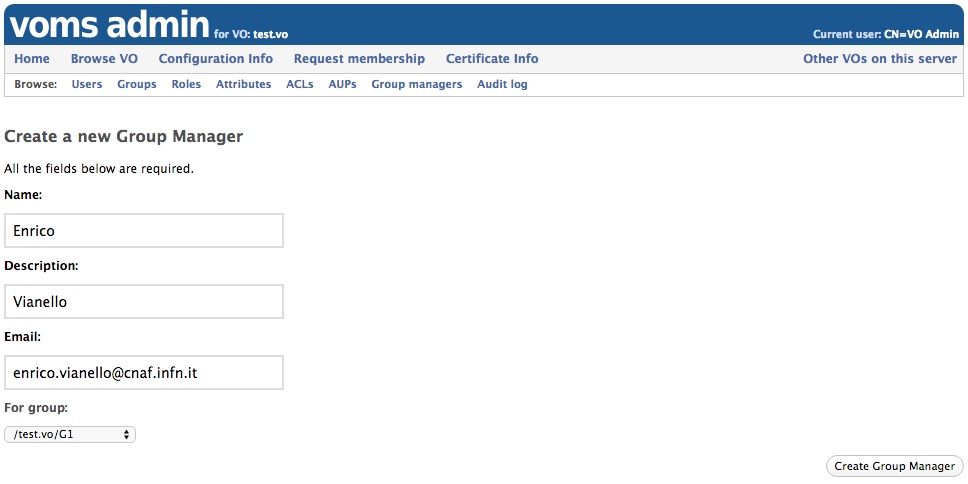 voms admin for VO: test.vo Current user: CN=VO Admin
Home Browse VO Configuration Info Request membership Certificate Info Other VOs on this server
Browse: Users Groups Roles Attributes ACLs AUPs Group managers Audit log
Create a new Group Manager
All the fields below are required.
Name:
Enrico
Description:
Vianello
Email:
enrico.vianello@cnaf.infn.it
For group:
/test.vo/G1
Create Group Manager